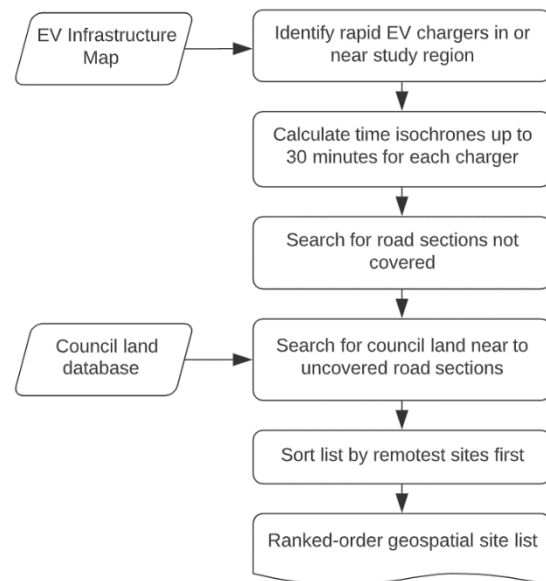 EV Infrastructure
Map
Identify rapid EV chargers in or
near study region
Calculate time isochrones up to
30 minutes for each charger
Search for road sections not
covered
Council land
database
Search for council land near to
uncovered road sections
Sort list by remotest sites first
Ranked-order geospatial site list